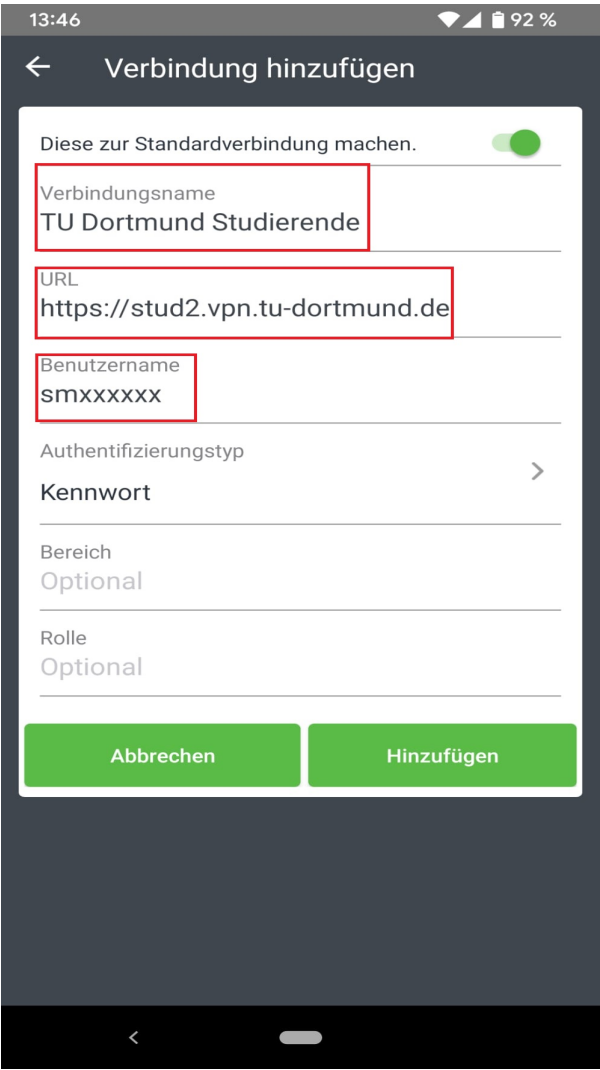 13:46
92 %
Verbindung hinzufügen
Diese zur Standardverbindung machen.
Verbindungsname
TU Dortmund Studierende
URL
https://stud2.vpn.tu-dortmund.de
Benutzername
smxxxxxx
Authentifizierungstyp
Kennwort
Bereich
Optional
Rolle
Optional
Abbrechen
Hinzufügen